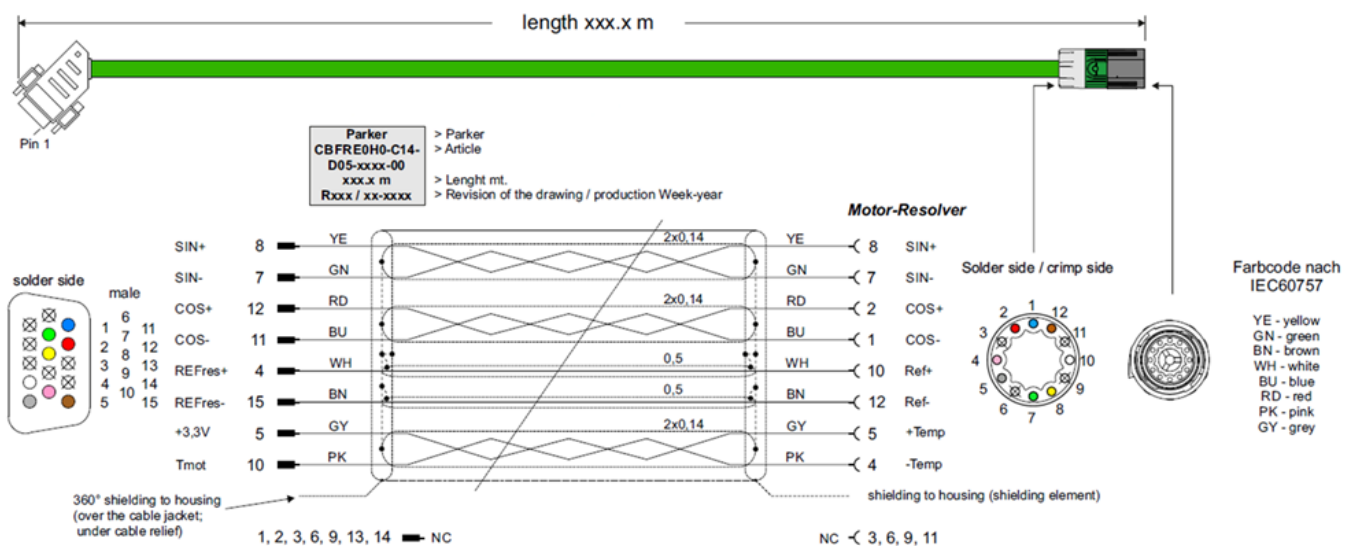 length xxx.x m
Pin 1
Parker
CBFRE0H0-C14-
D05-xxxx-00
xxx.x m
Rxxx / xx-xxxx
> Parker
> Article
> Lenght mt.
> Revision of the drawing / production Week-year
Motor-Resolver
SIN+ 8 YE 2x0,14 YE 8 SIN+
SIN- 7 GN GN 7 SIN-
COS+ 12 RD 2x0,14 RD 2 COS+
COS- 11 BU BU 1 COS-
REFres+ 4 WH 0,5 WH 10 Ref+
REFres- 15 BN 0,5 BN 12 Ref-
+3,3V 5 GY 2x0,14 GY 5 +Temp
Tmot 10 PK PK 4 -Temp
solder side
male
6
1 11
7
2 12
8
3 13
9
4 14
10
5 15
Solder side / crimp side
1
2 12
3 11
4 10
5 9
6 8
7
Farbcode nach
IEC60757
YE - yellow
GN - green
BN - brown
WH - white
BU - blue
RD - red
PK - pink
GY - grey
360° shielding to housing
(over the cable jacket;
under cable relief)
shielding to housing (shielding element)
1, 2, 3, 6, 9, 13, 14 NC
NC 3, 6, 9, 11